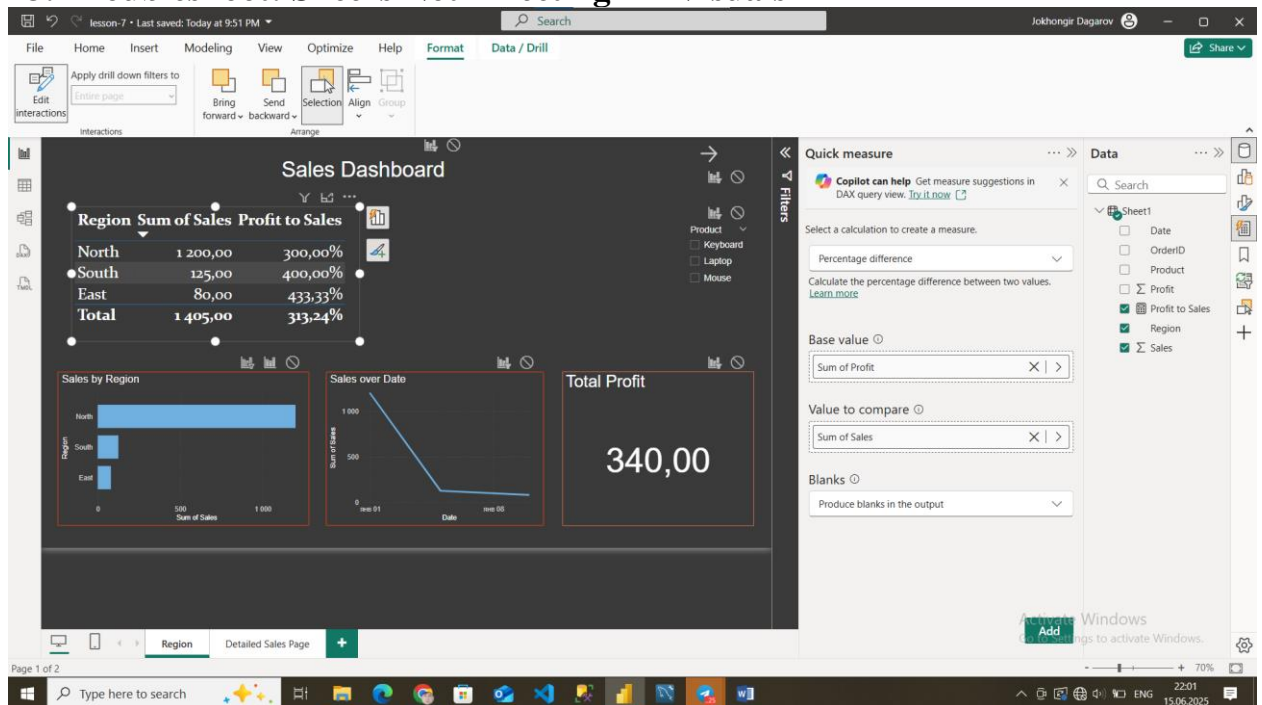 lesson-7 • Last saved: Today at 9:51 PM
Search
Jokhongir Dagarov
File Home Insert Modeling View Optimize Help Format Data / Drill
Share
Edit interactions
Apply drill down filters to
Entire page
Bring forward
Send backward
Selection
Align
Group
Interactions
Arrange
Sales Dashboard
Region Sum of Sales Profit to Sales
North 1 200,00 300,00%
South 125,00 400,00%
East 80,00 433,33%
Total 1 405,00 313,24%
Product
Keyboard
Laptop
Mouse
Filters
Sales by Region
Region
North
South
East
0 500 1 000
Sum of Sales
Sales over Date
Sum of Sales
1 000
500
0
Date
Total Profit
340,00
Quick measure
Copilot can help Get measure suggestions in
DAX query view. Try it now
Select a calculation to create a measure.
Percentage difference
Calculate the percentage difference between two values.
Learn more
Base value
Sum of Profit
Value to compare
Sum of Sales
Blanks
Produce blanks in the output
Add
Data
Search
Sheet1
Date
OrderID
Product
Profit
Profit to Sales
Region
Sales
Activate Windows
Go to Settings to activate Windows.
Region Detailed Sales Page
Page 1 of 2
70%
Type here to search
ENG
22:01
15.06.2025